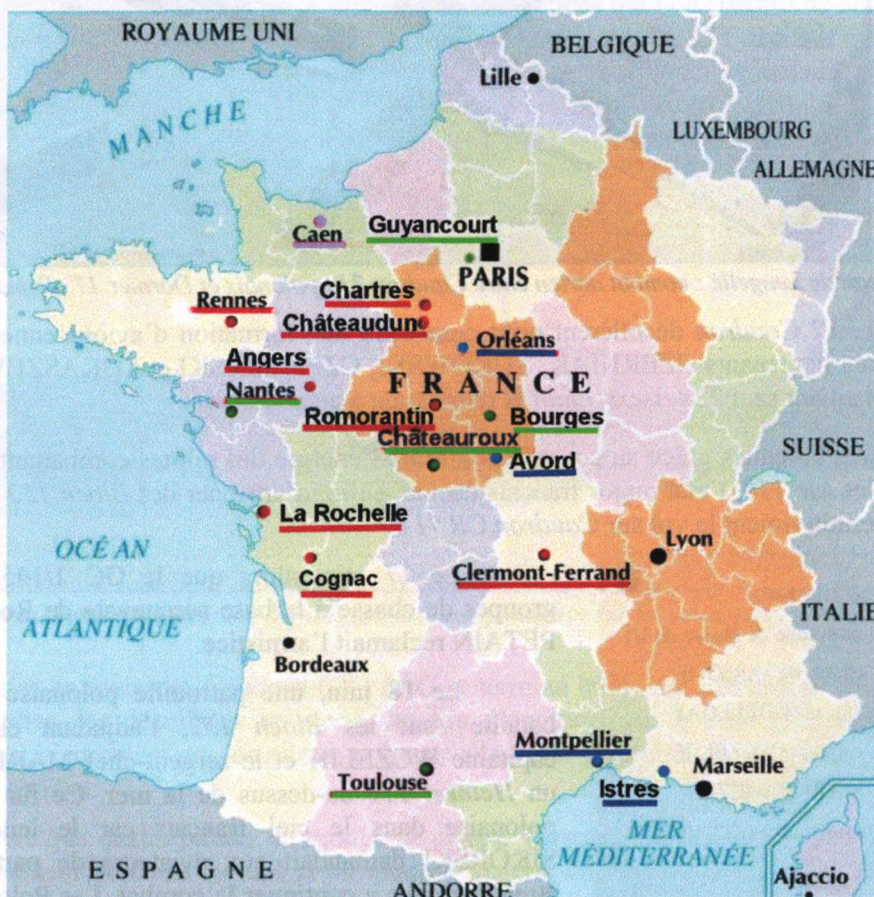 ROYAUME UNI
BELGIQUE
Lille
LUXEMBOURG
MANCHE
ALLEMAGNE
Caen
Guyancourt
PARIS
Rennes
Chartres
Châteaudun
Orléans
Angers
FRANCE
Nantes
Romorantin
Bourges
Châteauroux
Avord
SUISSE
La Rochelle
OCÉAN
Lyon
Cognac
Clermont-Ferrand
ATLANTIQUE
ITALIE
Bordeaux
Montpellier
Toulouse
Marseille
Istres
MER
MÉDITERRANÉE
ESPAGNE
ANDORRE
Ajaccio